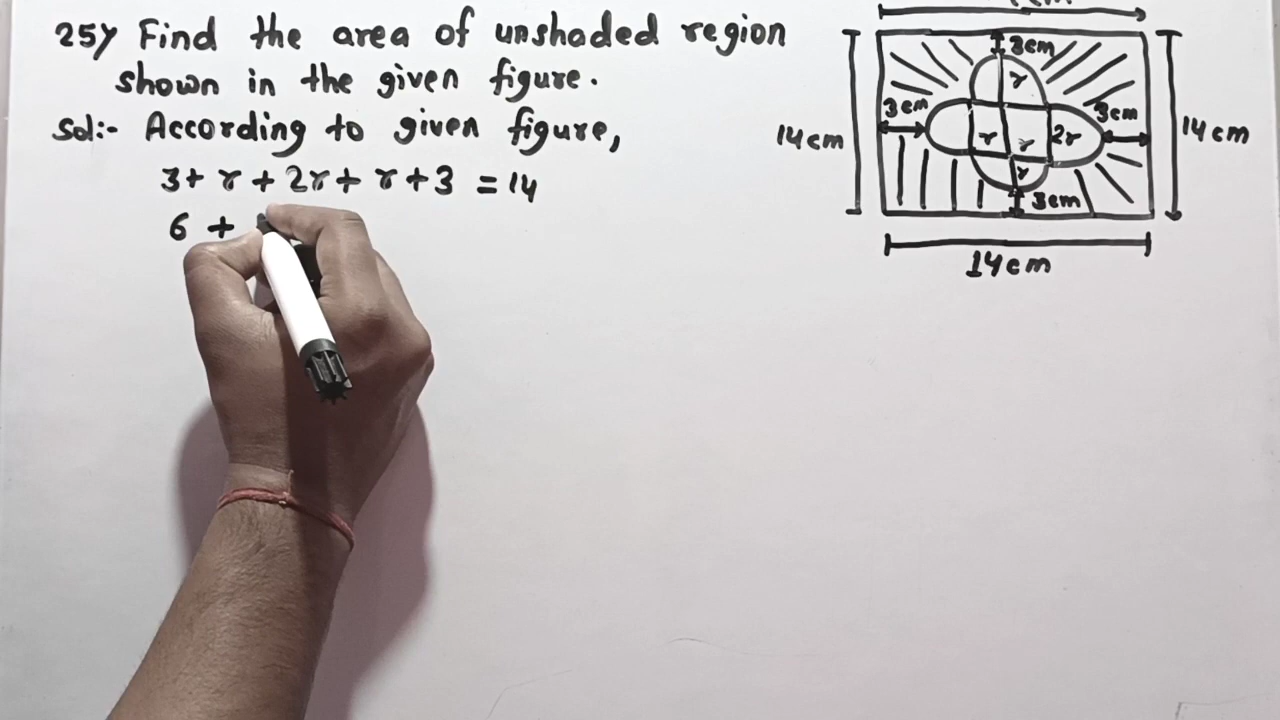 25) Find the area of unshaded region
shown in the given figure.
Sol:- According to given figure,
3 + r + 2r + r + 3 = 14
6 +
3cm
r
3cm
3cm
14cm
r
r
2r
14cm
r
3cm
14cm